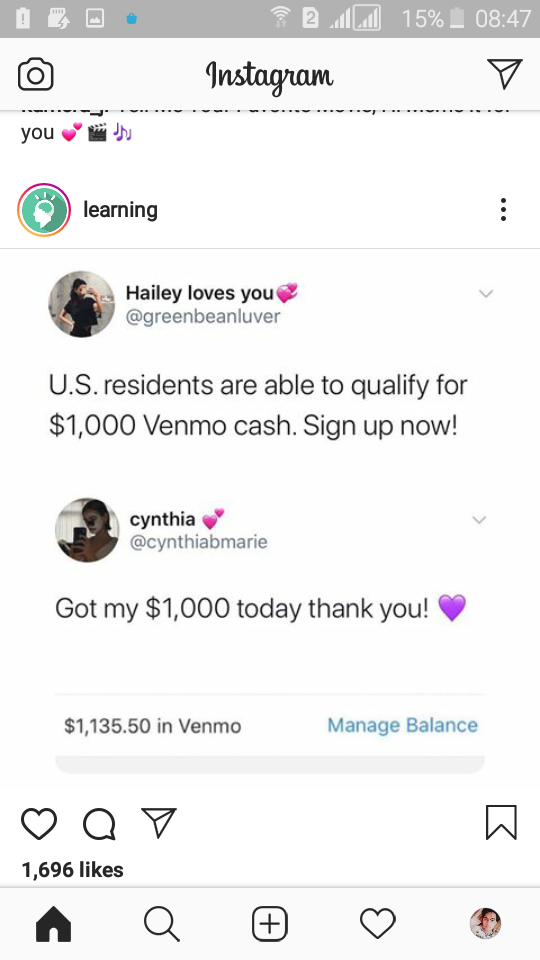 2 15% 08:47
Instagram
you
learning
Hailey loves you
@greenbeanluver
U.S. residents are able to qualify for
$1,000 Venmo cash. Sign up now!
cynthia
@cynthiabmarie
Got my $1,000 today thank you!
$1,135.50 in Venmo Manage Balance
1,696 likes